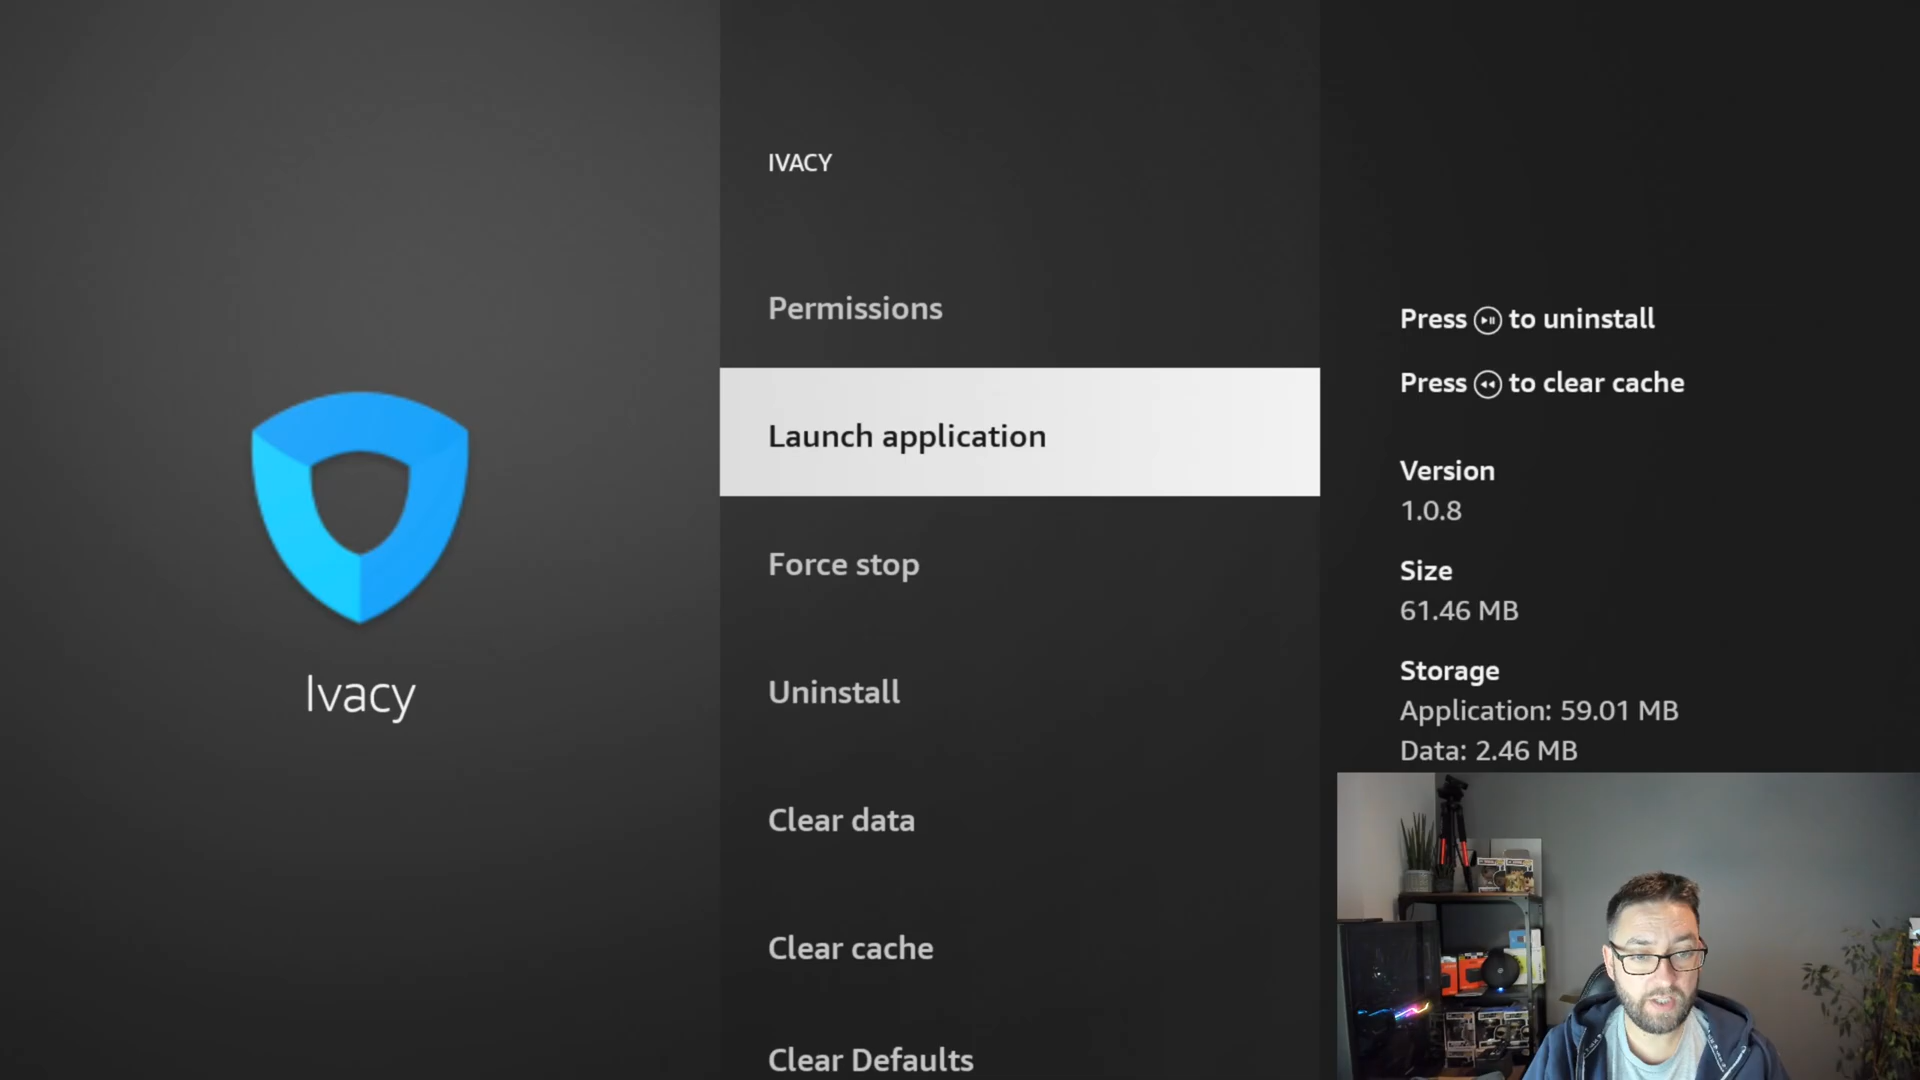 IVACY
Permissions
Launch application
Force stop
Uninstall
Clear data
Clear cache
Clear Defaults
Ivacy
Press to uninstall
Press to clear cache
Version
1.0.8
Size
61.46 MB
Storage
Application: 59.01 MB
Data: 2.46 MB